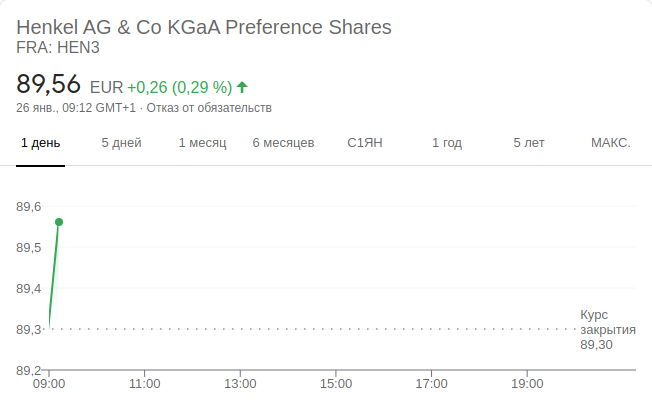 Henkel AG & Co KGaA Preference Shares
FRA: HEN3
89,56 EUR +0,26 (0,29 %)
26 янв., 09:12 GMT+1 · Отказ от обязательств
1 день 5 дней 1 месяц 6 месяцев С1ЯН 1 год 5 лет МАКС.
89,6
89,5
89,4
Курс
89,3 закрытия
89,30
89,2
09:00 11:00 13:00 15:00 17:00 19:00